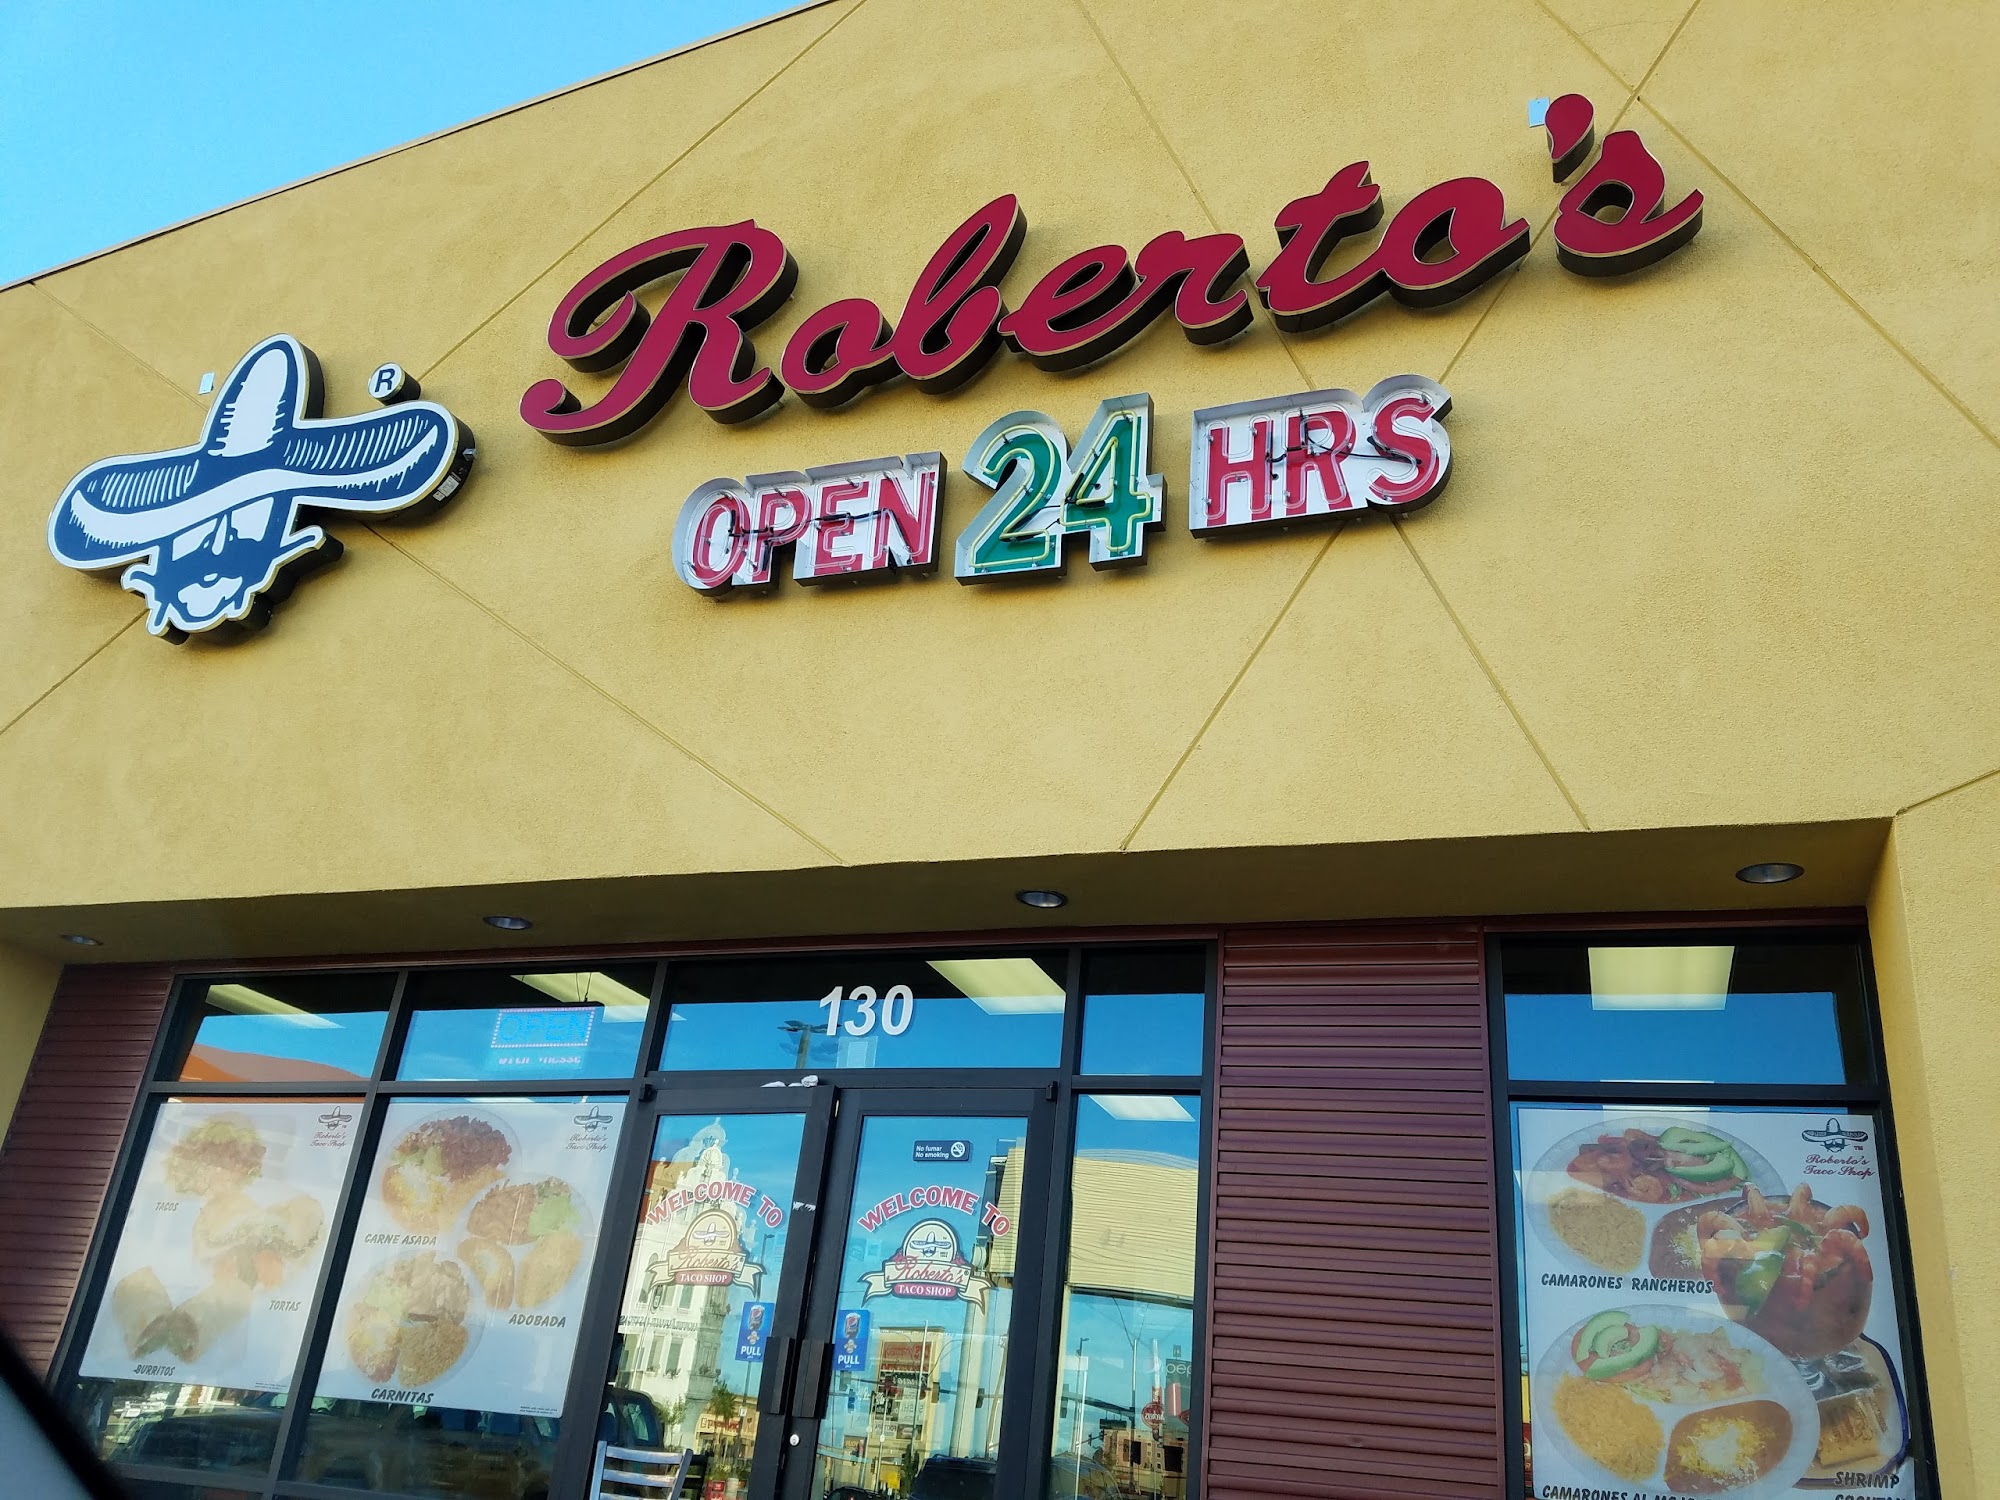 Roberto's
R
OPEN 24 HRS
130
OPEN
No fumar
No smoking
WELCOME TO
Roberto's
TACO SHOP
PULL
WELCOME TO
Roberto's
TACO SHOP
PULL
Roberto's
Taco Shop
TACOS
TORTAS
BURRITOS
Roberto's
Taco Shop
CARNE ASADA
ADOBADA
CARNITAS
TM
Roberto's
Taco Shop
CAMARONES RANCHEROS
CAMARONES
SHRIMP